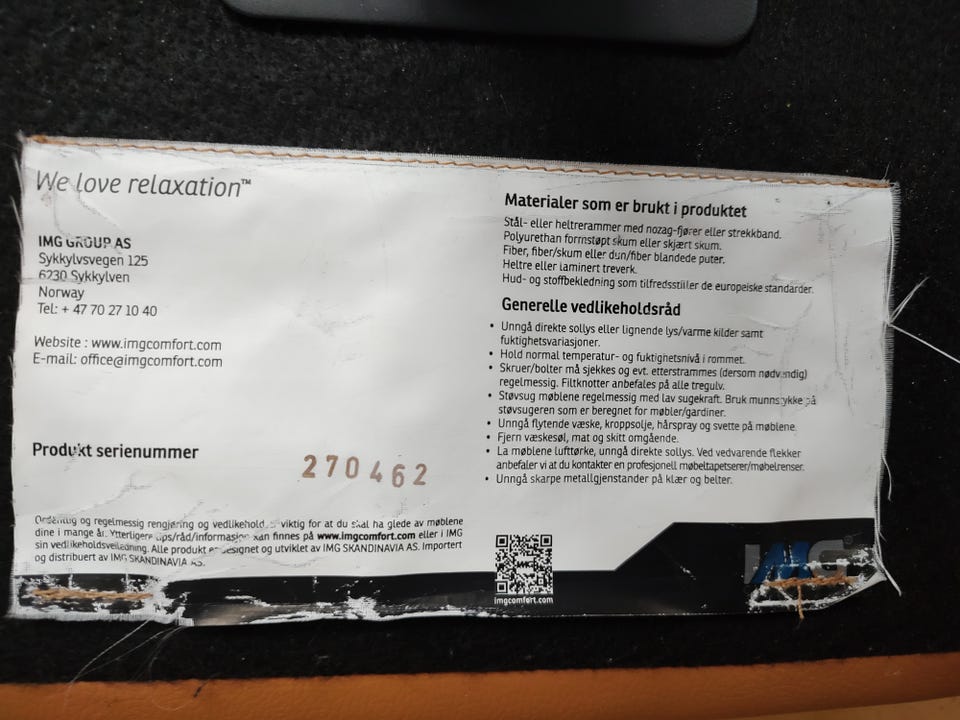 We love relaxation™
IMG GROUP AS
Sykkylvsvegen 125
6230 Sykkylven
Norway
Tel: + 47 70 27 10 40
Website : www.imgcomfort.com
E-mail: office@imgcomfort.com
Produkt serienummer
270462
Ordentlig og regelmessig rengjøring og vedlikehold viktig for at du skal ha glede av møblene
dine i mange år. Ytterligere tips/råd/informasjon kan finnes på www.imgcomfort.com eller i IMG
sin vedlikeholdsveiledning. Alle produkt er designet og utviklet av IMG SKANDINAVIA AS. Importert
og distribuert av IMG SKANDINAVIA AS.
Materialer som er brukt i produktet
Stål- eller heltrerammer med nozag-fjører eller strekkband.
Polyurethan formstøpt skum eller skjært skum.
Fiber, fiber/skum eller dun/fiber blandede puter.
Heltre eller laminert treverk.
Hud- og stoffbekledning som tilfredsstiller de europeiske standarder.
Generelle vedlikeholdsråd
• Unngå direkte sollys eller lignende lys/varme kilder samt
fuktighetsvariasjoner.
• Hold normal temperatur- og fuktighetsnivå i rommet.
• Skruer/bolter må sjekkes og evt. etterstrammes (dersom nødvendig)
regelmessig. Filtknotter anbefales på alle tregulv.
• Støvsug møblene regelmessig med lav sugekraft. Bruk munnstykke på
støvsugeren som er beregnet for møbler/gardiner.
• Unngå flytende væske, kroppsolje, hårspray og svette på møblene.
• Fjern væskesøl, mat og skitt omgående.
• La møblene lufttørke, unngå direkte sollys. Ved vedvarende flekker
anbefaler vi at du kontakter en profesjonell møbeltapetserer/møbelrenser.
• Unngå skarpe metallgjenstander på klær og belter.
imgcomfort.com
IMG